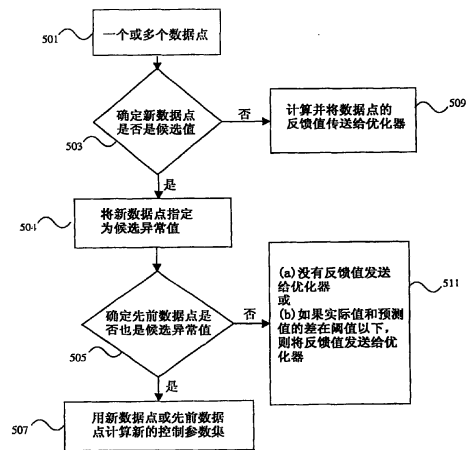 501
一个或多个数据点
确定新数据点
是否是候选值
503
否
计算并将数据点的
反馈值传送给优化器
509
是
504
将新数据点指定
为候选异常值
确定先前数据点是
否也是候选异常值
505
否
(a)没有反馈值发送
给优化器
或
(b)如果实际值和预测
值的差在阈值以下,
则将反馈值发送给优
化器
511
是
507
用新数据点或先前数据
点计算新的控制参数集